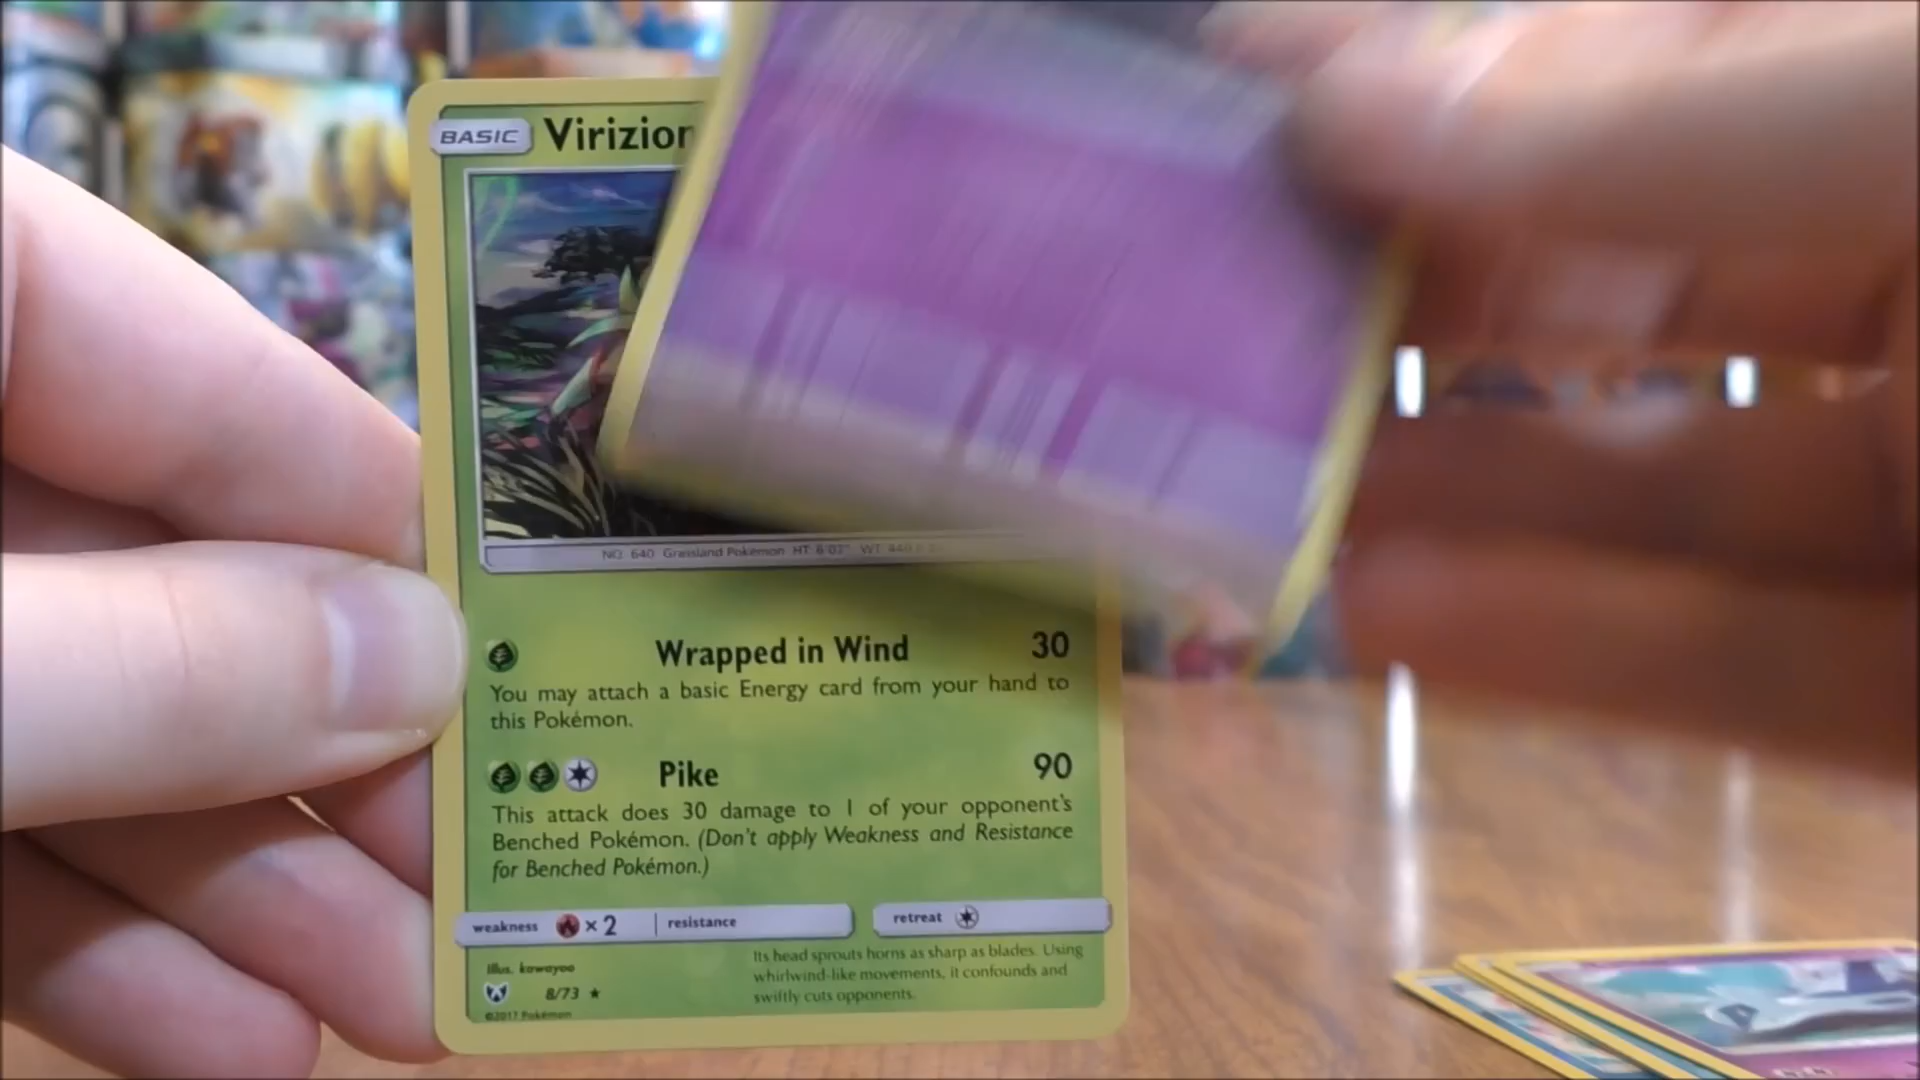 BASIC Virizion
NO. 640 Grassland Pokémon HT: 6'07" WT:
Wrapped in Wind 30
You may attach a basic Energy card from your hand to
this Pokémon.
Pike 90
This attack does 30 damage to 1 of your opponent's
Benched Pokémon. (Don't apply Weakness and Resistance
for Benched Pokémon.)
weakness ×2 resistance retreat
Its head sprouts horns as sharp as blades. Using
whirlwind-like movements, it confounds and
swiftly cuts opponents.
Illus. kawayoo
8/73 ★
©2017 Pokémon